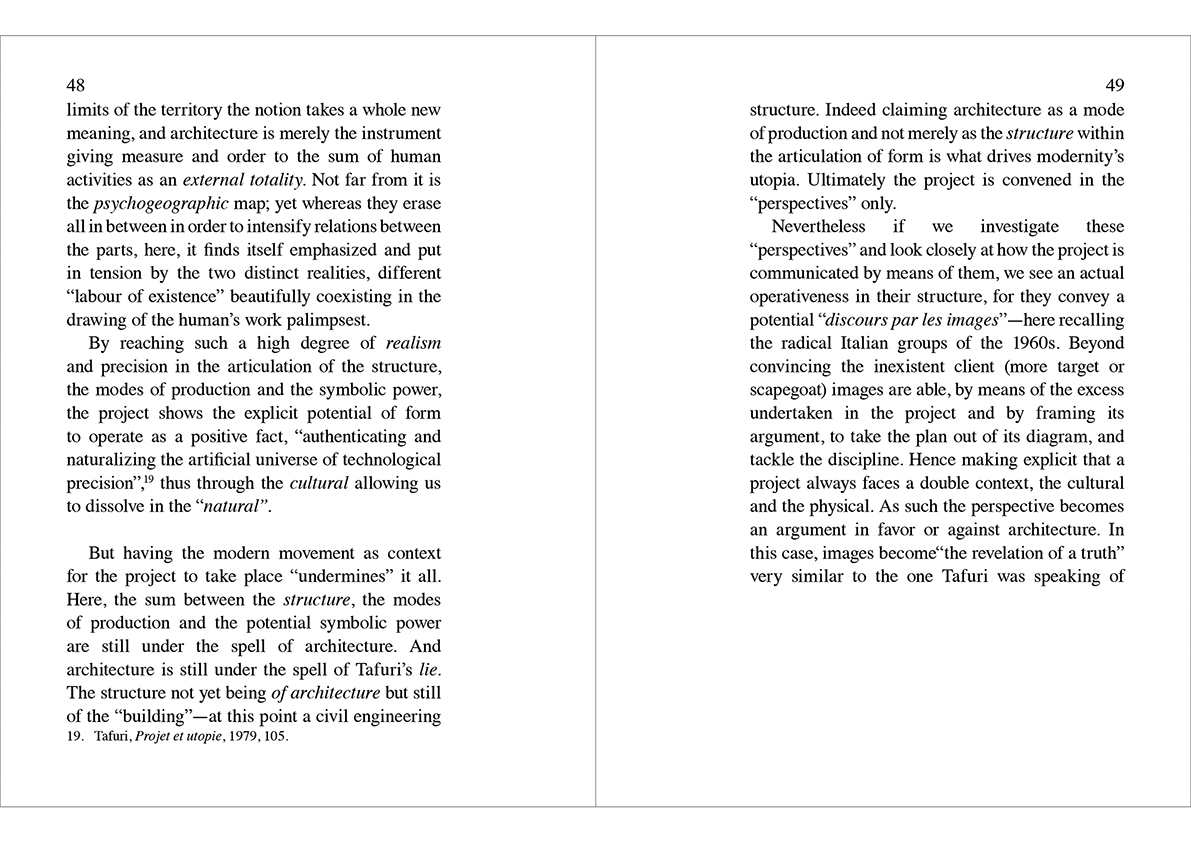 48
limits of the territory the notion takes a whole new
meaning, and architecture is merely the instrument
giving measure and order to the sum of human
activities as an external totality. Not far from it is
the psychogeographic map; yet whereas they erase
all in between in order to intensify relations between
the parts, here, it finds itself emphasized and put
in tension by the two distinct realities, different
“labour of existence” beautifully coexisting in the
drawing of the human’s work palimpsest.
By reaching such a high degree of realism
and precision in the articulation of the structure,
the modes of production and the symbolic power,
the project shows the explicit potential of form
to operate as a positive fact, “authenticating and
naturalizing the artificial universe of technological
precision”,19 thus through the cultural allowing us
to dissolve in the “natural”.
But having the modern movement as context
for the project to take place “undermines” it all.
Here, the sum between the structure, the modes
of production and the potential symbolic power
are still under the spell of architecture. And
architecture is still under the spell of Tafuri’s lie.
The structure not yet being of architecture but still
of the “building”—at this point a civil engineering
19. Tafuri, Projet et utopie, 1979, 105.
49
structure. Indeed claiming architecture as a mode
of production and not merely as the structure within
the articulation of form is what drives modernity’s
utopia. Ultimately the project is convened in the
“perspectives” only.
Nevertheless if we investigate these
“perspectives” and look closely at how the project is
communicated by means of them, we see an actual
operativeness in their structure, for they convey a
potential “discours par les images”—here recalling
the radical Italian groups of the 1960s. Beyond
convincing the inexistent client (more target or
scapegoat) images are able, by means of the excess
undertaken in the project and by framing its
argument, to take the plan out of its diagram, and
tackle the discipline. Hence making explicit that a
project always faces a double context, the cultural
and the physical. As such the perspective becomes
an argument in favor or against architecture. In
this case, images become“the revelation of a truth”
very similar to the one Tafuri was speaking of